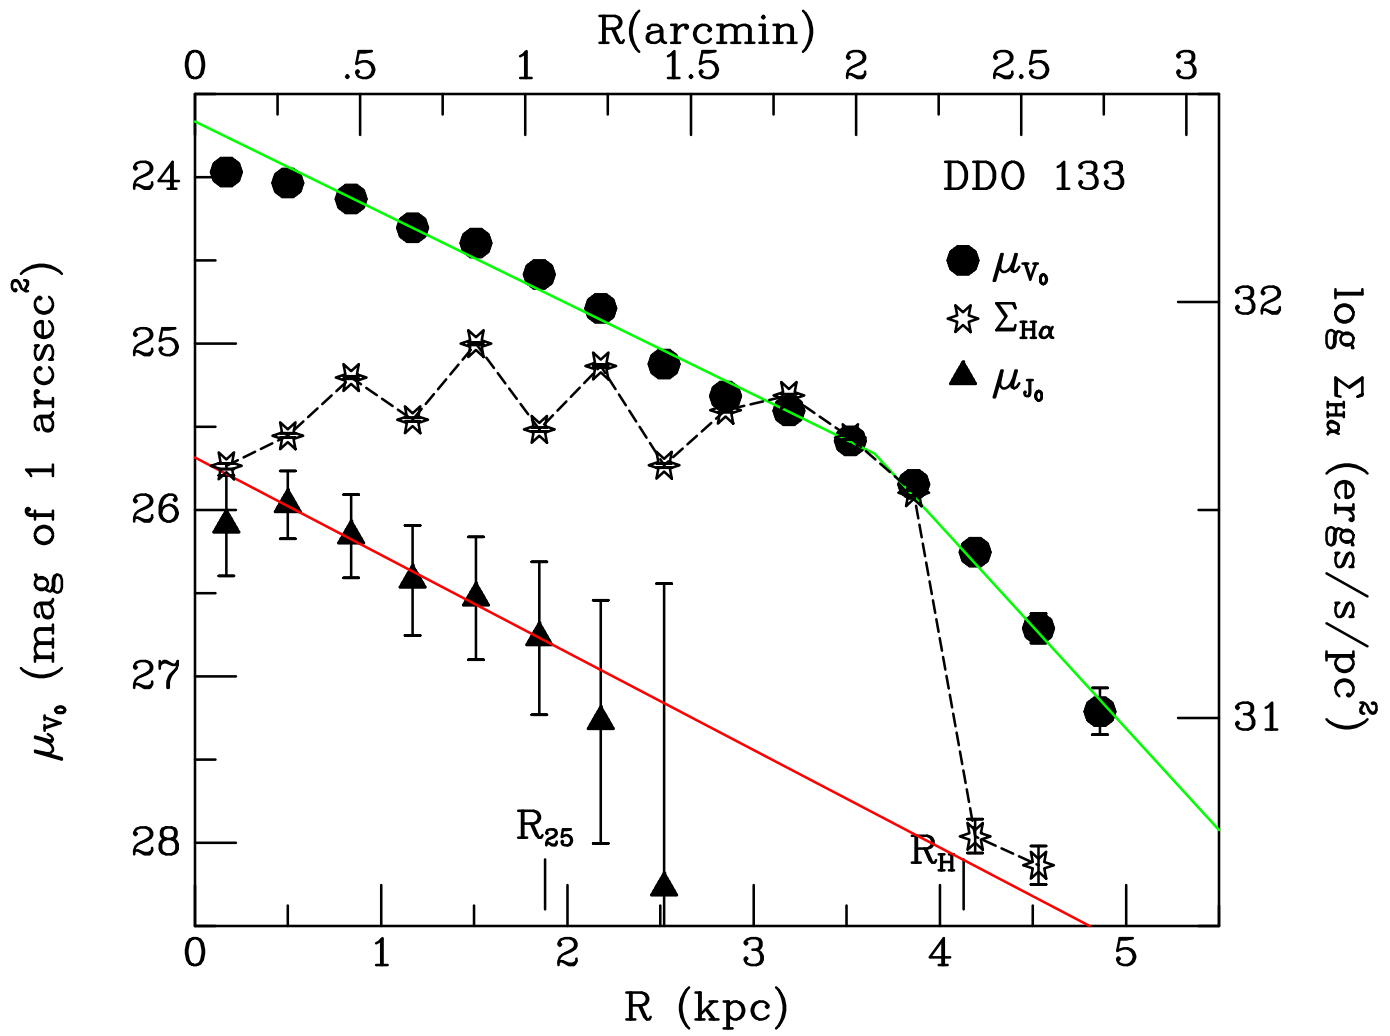 R(arcmin)
0 .5 1 1.5 2 2.5 3
DDO 133
μV₀
ΣHα
μJ₀
24
25
26
27
28
μV₀ (mag of 1 arcsec²)
32
31
log ΣHα (ergs/s/pc²)
R₂₅
RH
0 1 2 3 4 5
R (kpc)